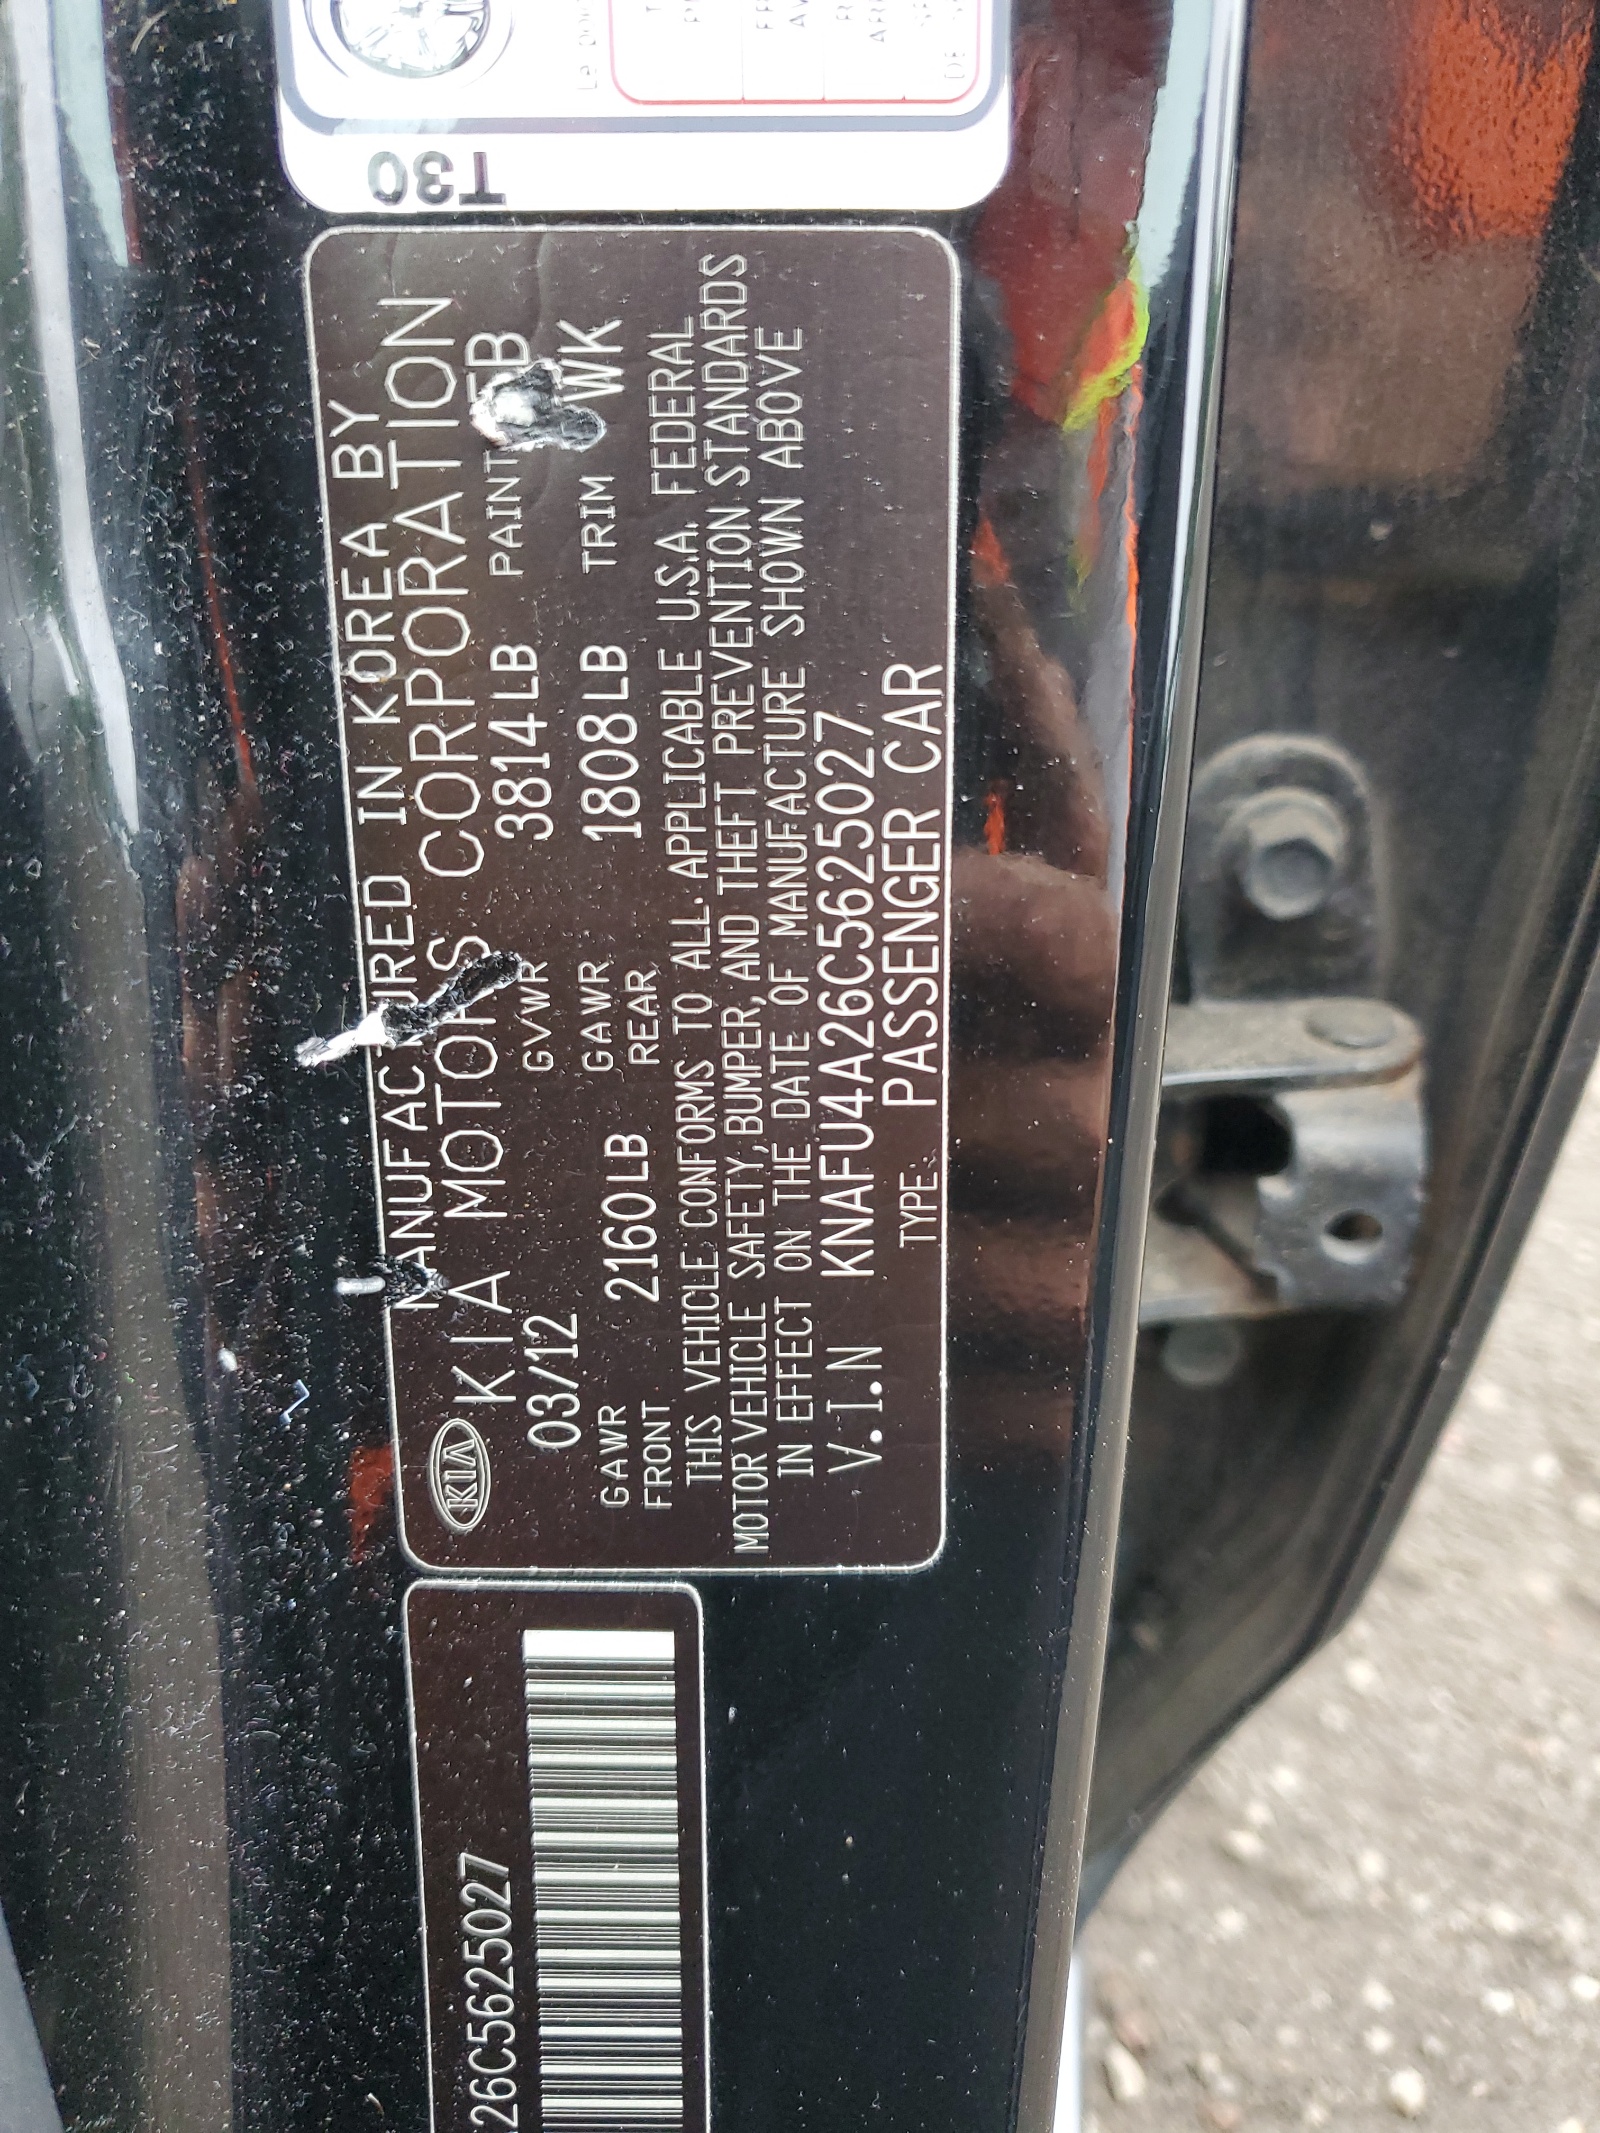 T30
MANUFACTURED IN KOREA BY
KIA KIA MOTORS CORPORATION
03/12 GVWR 3814LB PAINT EB
GAWR FRONT 2160LB GAWR REAR 1808LB TRIM WK
THIS VEHICLE CONFORMS TO ALL APPLICABLE U.S.A. FEDERAL
MOTOR VEHICLE SAFETY, BUMPER, AND THEFT PREVENTION STANDARDS
IN EFFECT ON THE DATE OF MANUFACTURE SHOWN ABOVE
V.I.N KNAFU4A26C5625027
TYPE: PASSENGER CAR
26C5625027